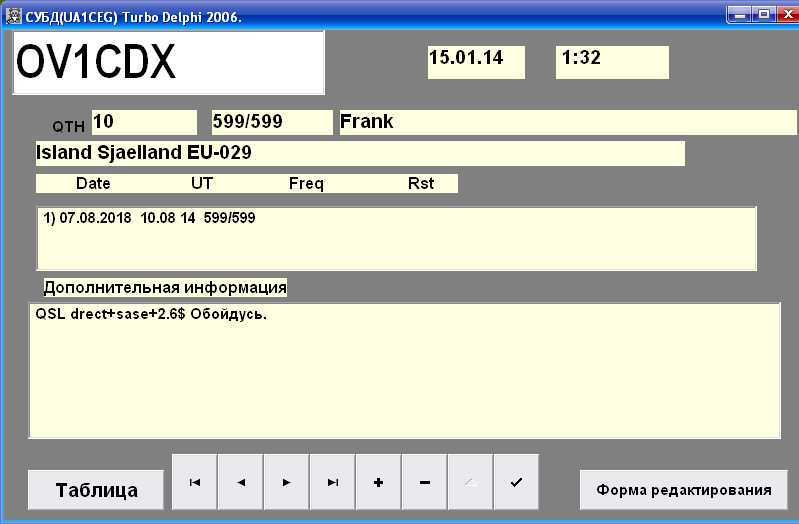 СУБД(UA1CEG) Turbo Delphi 2006.
OV1CDX 15.01.14 1:32
QTH 10 599/599 Frank
Island Sjaelland EU-029
Date UT Freq Rst
1) 07.08.2018 10.08 14 599/599
Дополнительная информация
QSL drect+sase+2.6$ Обойдусь.
Таблица Форма редактирования